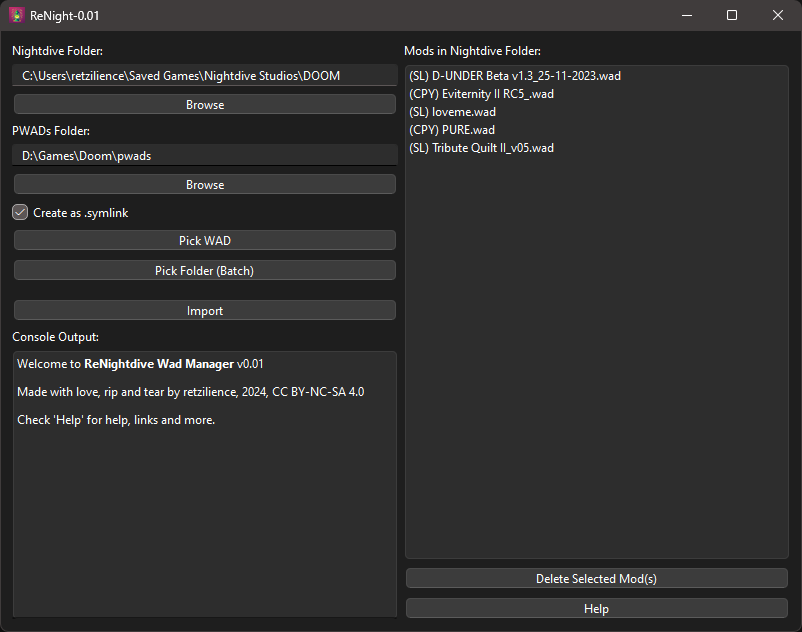 ReNight-0.01
Nightdive Folder:
C:\Users\retzilience\Saved Games\Nightdive Studios\DOOM
Browse
PWADs Folder:
D:\Games\Doom\pwads
Browse
Create as .symlink
Pick WAD
Pick Folder (Batch)
Import
Console Output:
Welcome to ReNightdive Wad Manager v0.01
Made with love, rip and tear by retzilience, 2024, CC BY-NC-SA 4.0
Check 'Help' for help, links and more.
Mods in Nightdive Folder:
(SL) D-UNDER Beta v1.3_25-11-2023.wad
(CPY) Eviternity II RC5_.wad
(SL) loveme.wad
(CPY) PURE.wad
(SL) Tribute Quilt II_v05.wad
Delete Selected Mod(s)
Help